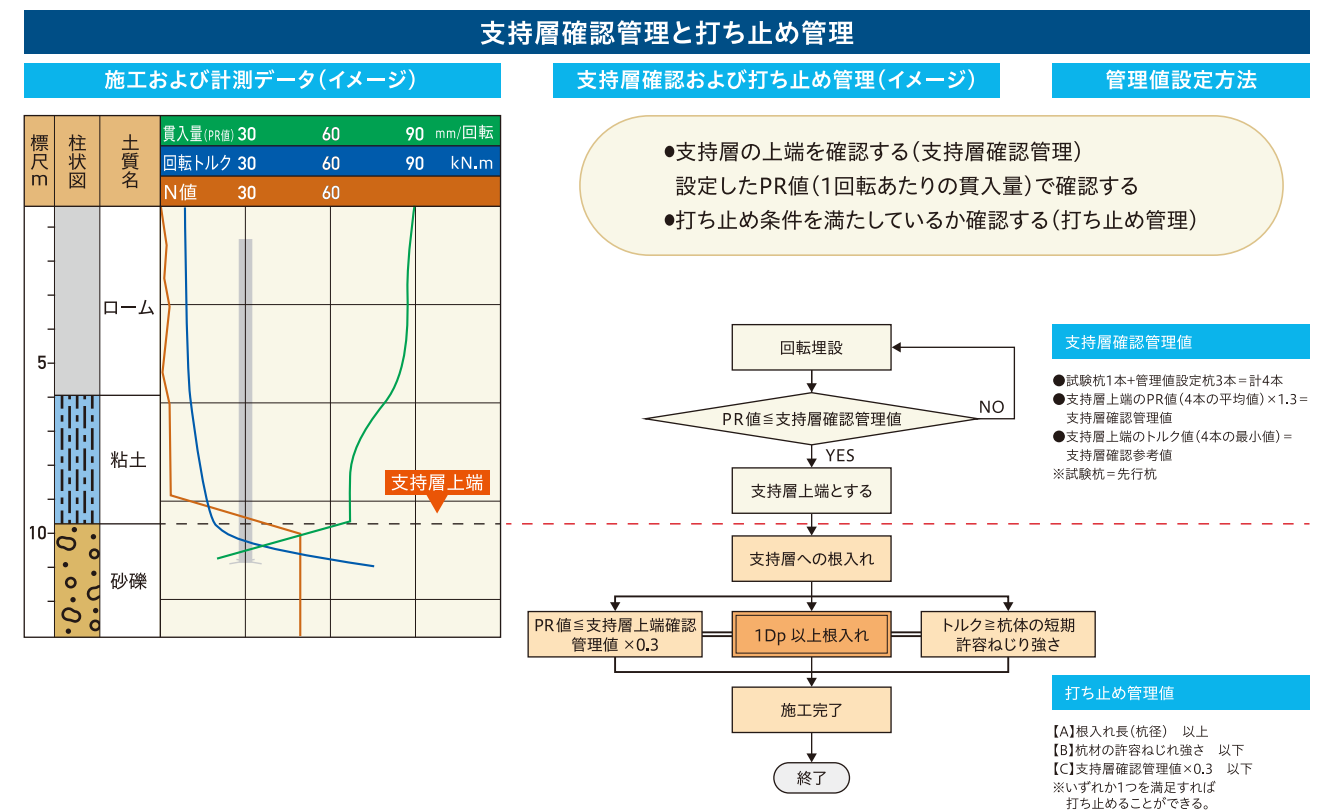 支持層確認管理と打ち止め管理
施工および計測データ(イメージ)
標尺m
柱状図
土質名
貫入量(PR値) 30 60 90 mm/回転
回転トルク 30 60 90 kN.m
N値 30 60
ローム
5
粘土
支持層上端
10
砂礫
支持層確認および打ち止め管理(イメージ)
管理値設定方法
●支持層の上端を確認する(支持層確認管理)
設定したPR値(1回転あたりの貫入量)で確認する
●打ち止め条件を満たしているか確認する(打ち止め管理)
回転埋設
PR値≦支持層確認管理値
NO
YES
支持層上端とする
支持層への根入れ
PR値≦支持層上端確認
管理値 ×0.3
1Dp 以上根入れ
トルク≧杭体の短期
許容ねじり強さ
施工完了
終了
支持層確認管理値
●試験杭1本+管理値設定杭3本=計4本
●支持層上端のPR値(4本の平均値)×1.3=
支持層確認管理値
●支持層上端のトルク値(4本の最小値)=
支持層確認参考値
※試験杭=先行杭
打ち止め管理値
【A】根入れ長(杭径) 以上
【B】杭材の許容ねじれ強さ 以下
【C】支持層確認管理値×0.3 以下
※いずれか1つを満足すれば
打ち止めることができる。